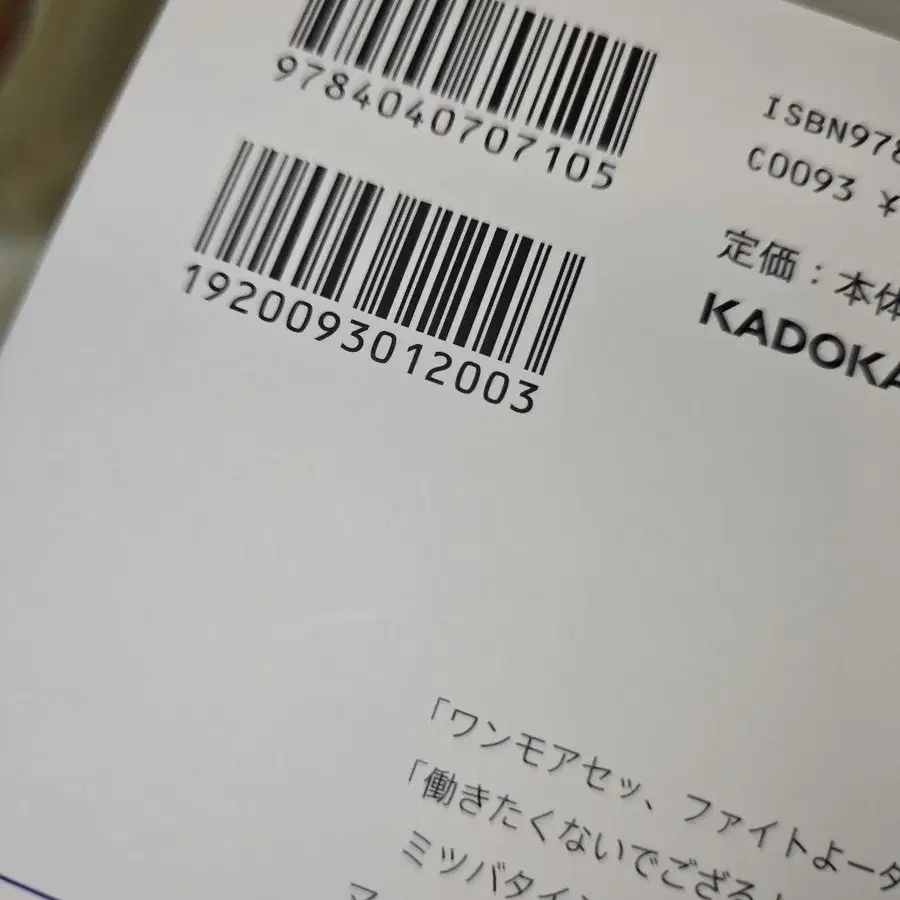 9784040707105
ISBN978
C0093 ¥
1920093012003
定価：本体
KADOKA
「ワンモアセッ、ファイトよーダ
「働きたくないでござる
ミツバタイ
マ